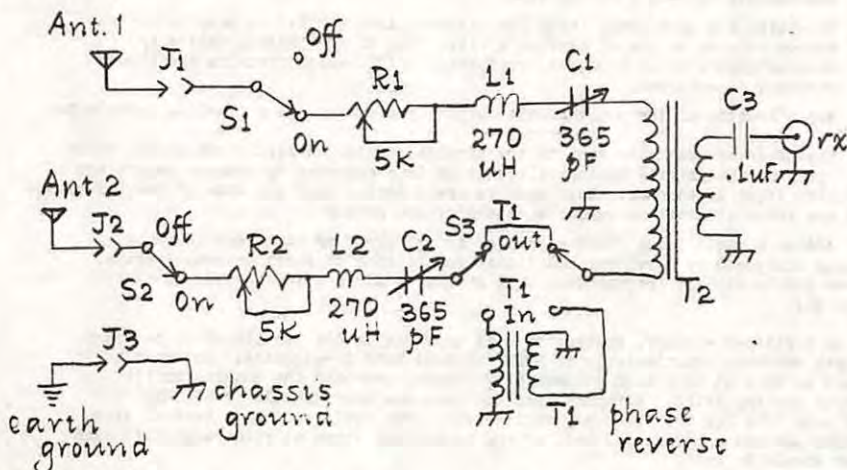 Ant. 1
Off
J1
S1
On
R1
5K
L1
270
uH
C1
365
pF
C3
.1uF
rx
T2
Ant. 2
J2
Off
S2
On
R2
5K
L2
270
uH
C2
365
pF
S3
T1
out
T1
In
T1
phase
reverse
J3
earth
ground
chassis
ground